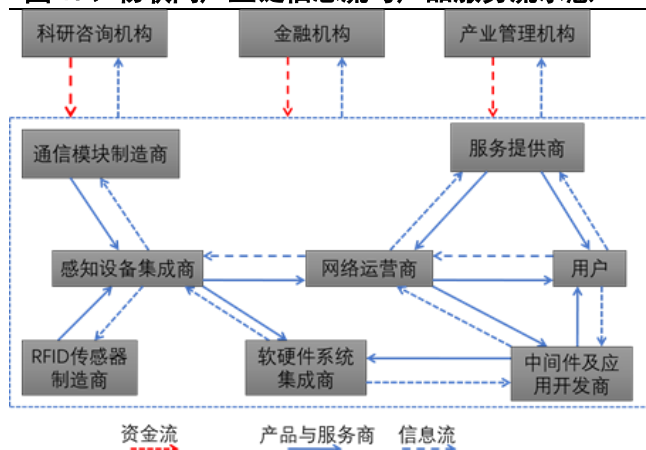 科研咨询机构
金融机构
产业管理机构
通信模块制造商
服务提供商
感知设备集成商
网络运营商
用户
RFID传感器
制造商
软硬件系统
集成商
中间件及应
用开发商
资金流
产品与服务商
信息流